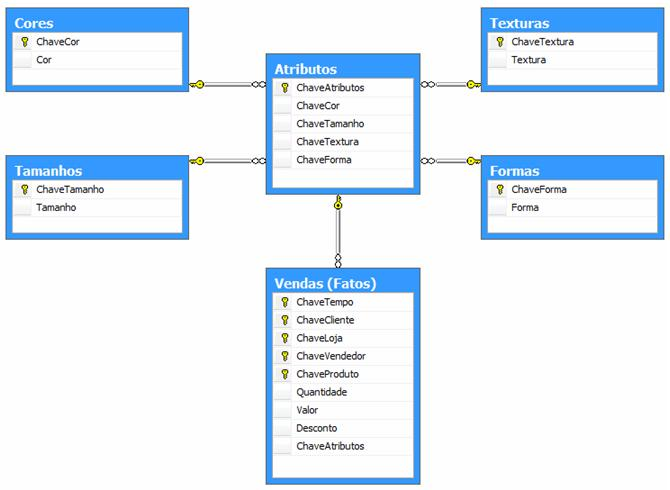 Cores
ChaveCor
Cor
Texturas
ChaveTextura
Textura
Atributos
ChaveAtributos
ChaveCor
ChaveTamanho
ChaveTextura
ChaveForma
Tamanhos
ChaveTamanho
Tamanho
Formas
ChaveForma
Forma
Vendas (Fatos)
ChaveTempo
ChaveCliente
ChaveLoja
ChaveVendedor
ChaveProduto
Quantidade
Valor
Desconto
ChaveAtributos